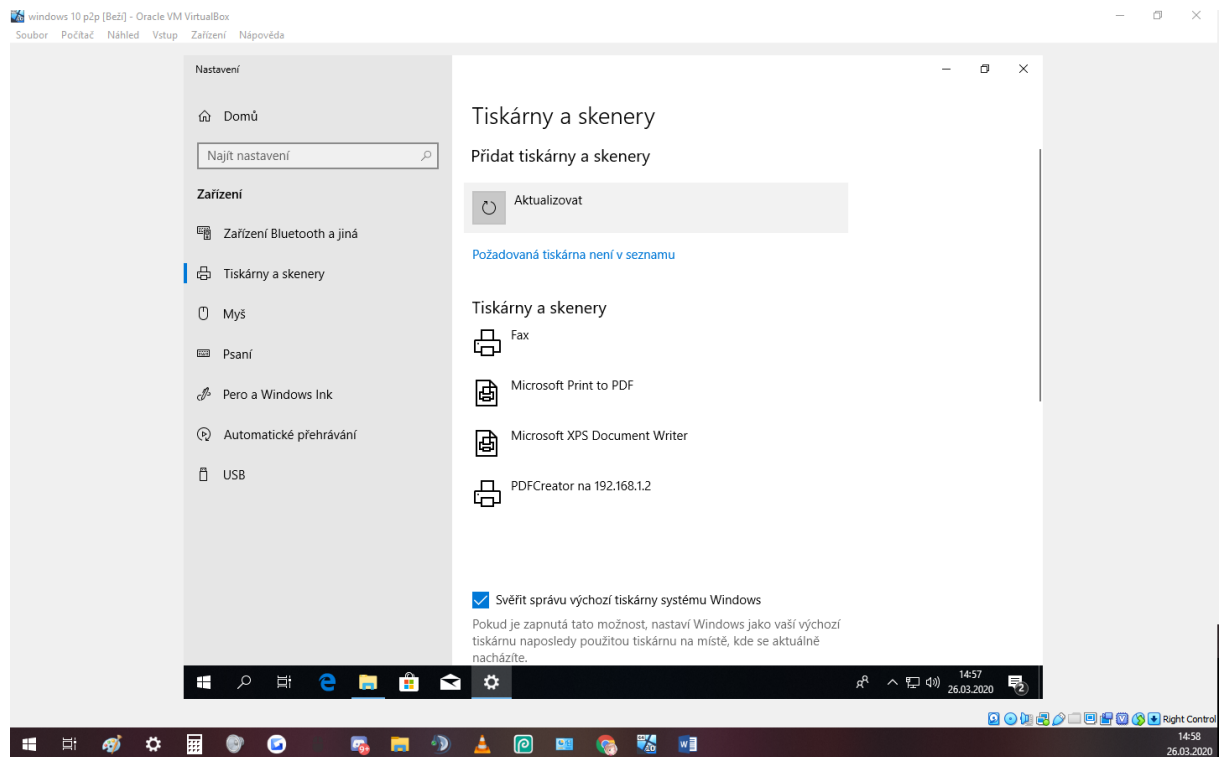 windows 10 p2p [Beží] - Oracle VM VirtualBox
Soubor Počítač Náhled Vstup Zařízení Nápověda
Nastavení
Domů
Najít nastavení
Zařízení
Zařízení Bluetooth a jiná
Tiskárny a skenery
Myš
Psaní
Pero a Windows Ink
Automatické přehrávání
USB
Tiskárny a skenery
Přidat tiskárny a skenery
Aktualizovat
Požadovaná tiskárna není v seznamu
Tiskárny a skenery
Fax
Microsoft Print to PDF
Microsoft XPS Document Writer
PDFCreator na 192.168.1.2
Svěřit správu výchozí tiskárny systému Windows
Pokud je zapnutá tato možnost, nastaví Windows jako vaší výchozí
tiskárnu naposledy použitou tiskárnu na místě, kde se aktuálně
nacházíte.
14:57
26.03.2020
2
Right Control
14:58
26.03.2020